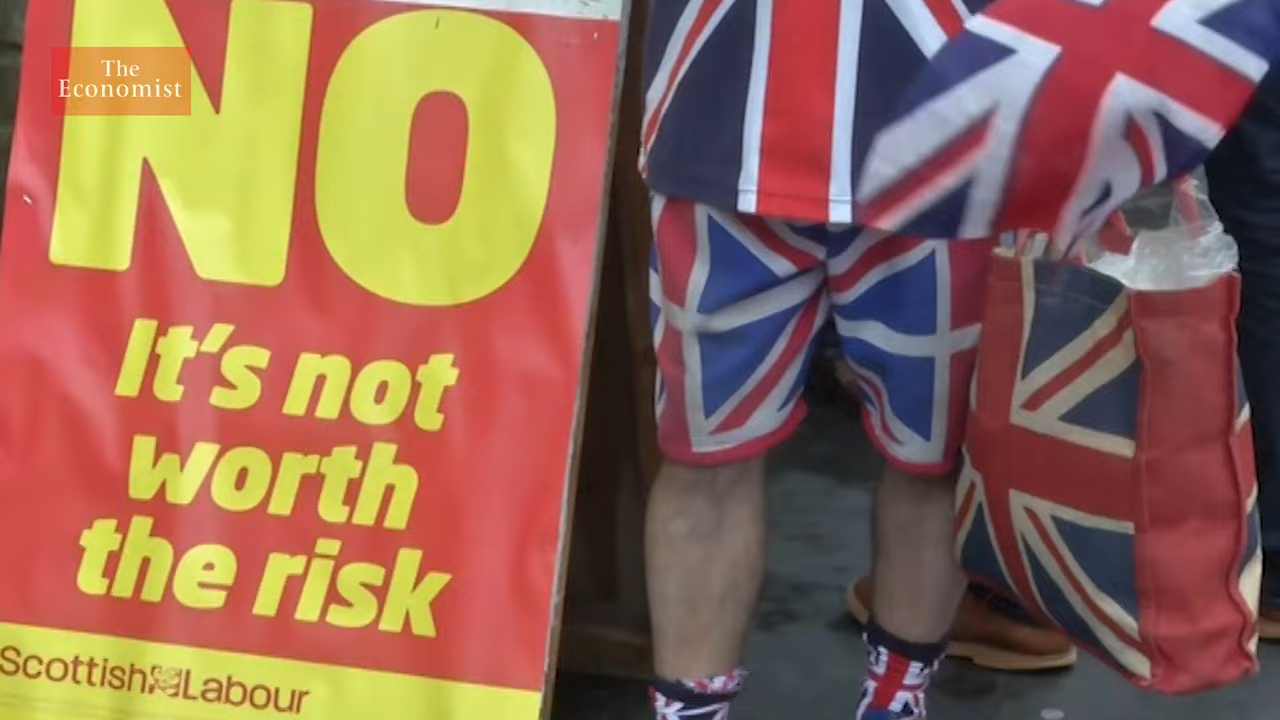 The
Economist
NO
It's not
worth
the risk
Scottish Labour